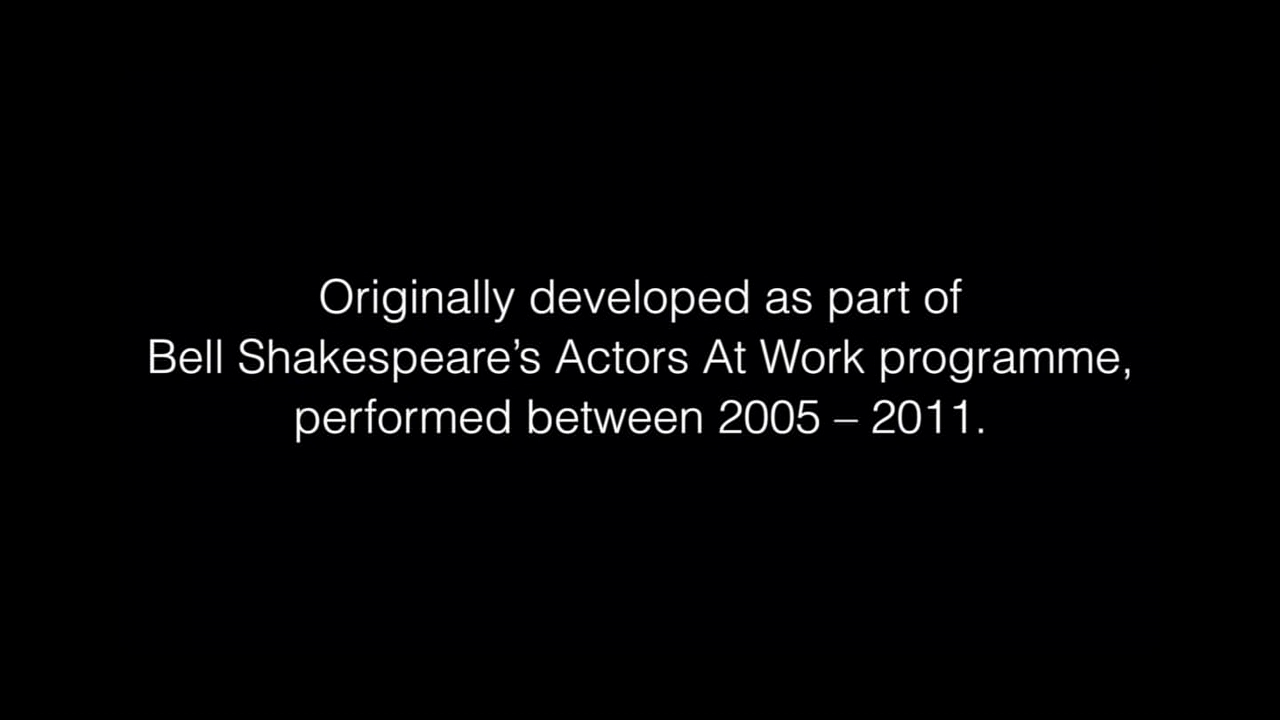 Originally developed as part of
Bell Shakespeare’s Actors At Work programme,
performed between 2005 – 2011.